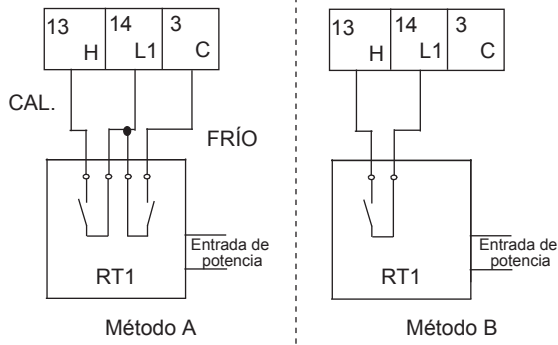 13 14 3
H L1 C
CAL.
FRÍO
Entrada de
potencia
RT1
Método A
13 14 3
H L1 C
Entrada de
potencia
RT1
Método B